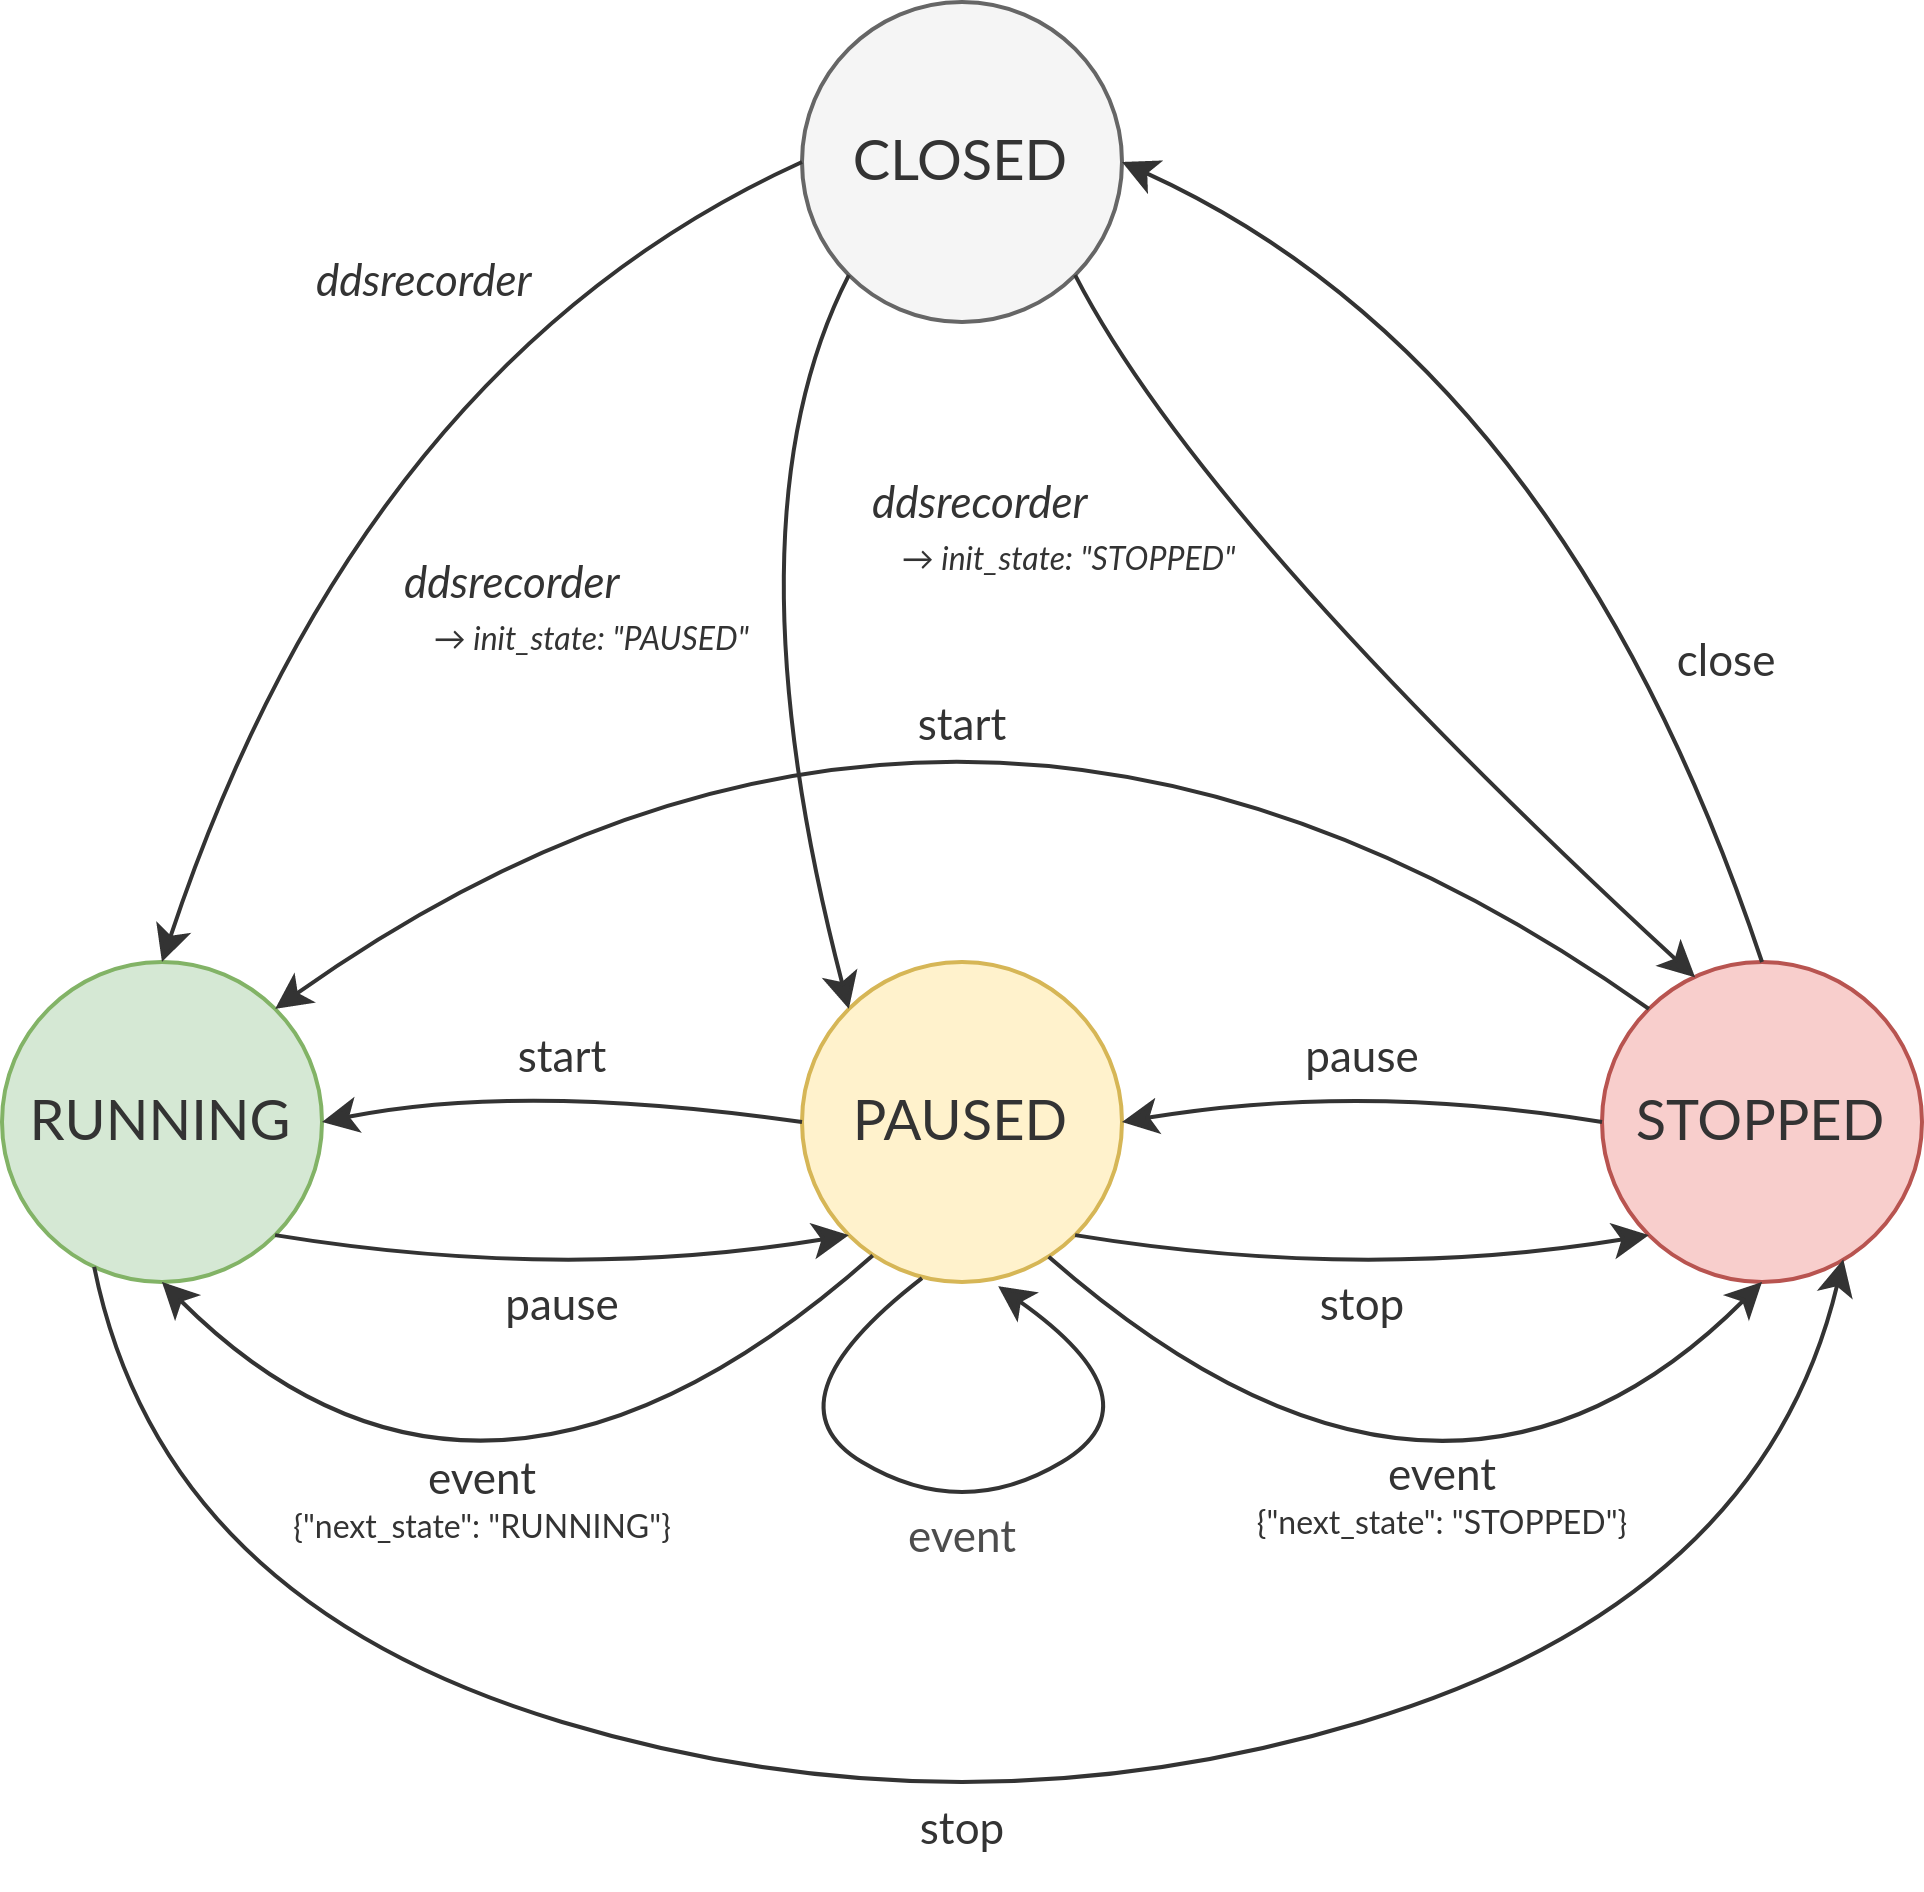 CLOSED
ddsrecorder
ddsrecorder
→ init_state: "STOPPED"
ddsrecorder
→ init_state: "PAUSED"
close
start
start
pause
RUNNING
PAUSED
STOPPED
pause
stop
event
{"next_state": "RUNNING"}
event
{"next_state": "STOPPED"}
event
stop